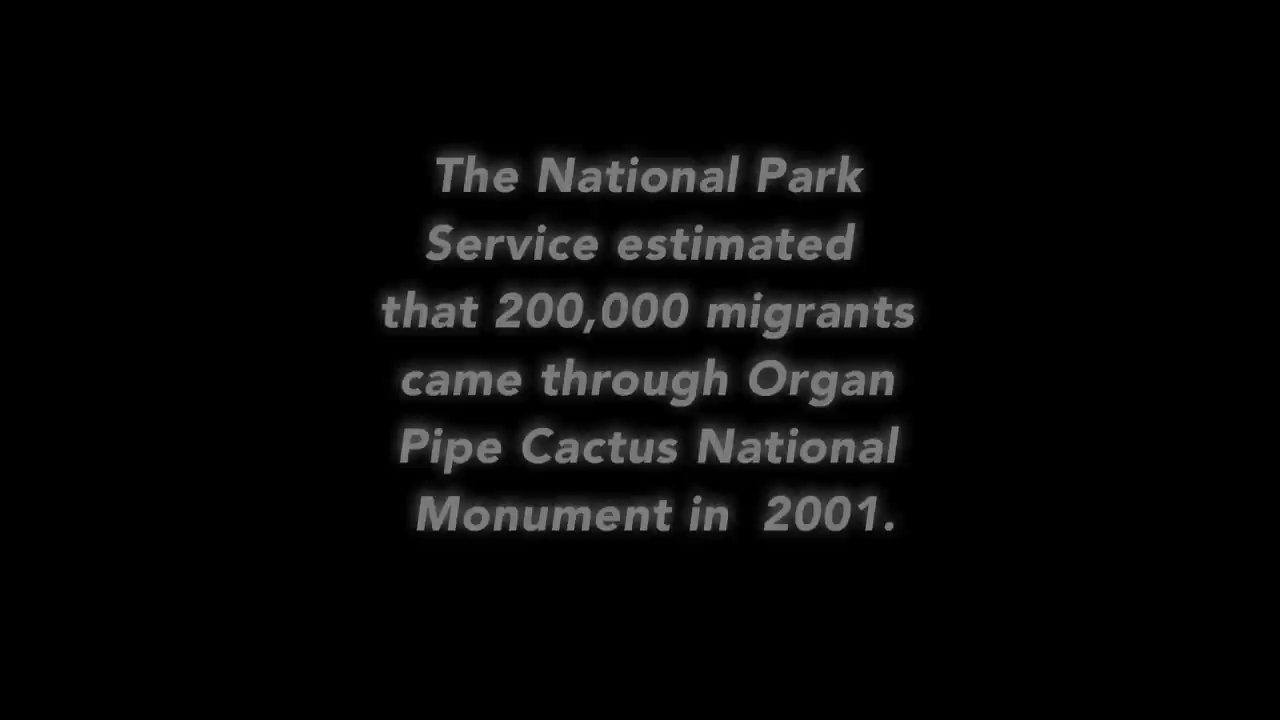 The National Park
Service estimated
that 200,000 migrants
came through Organ
Pipe Cactus National
Monument in  2001.